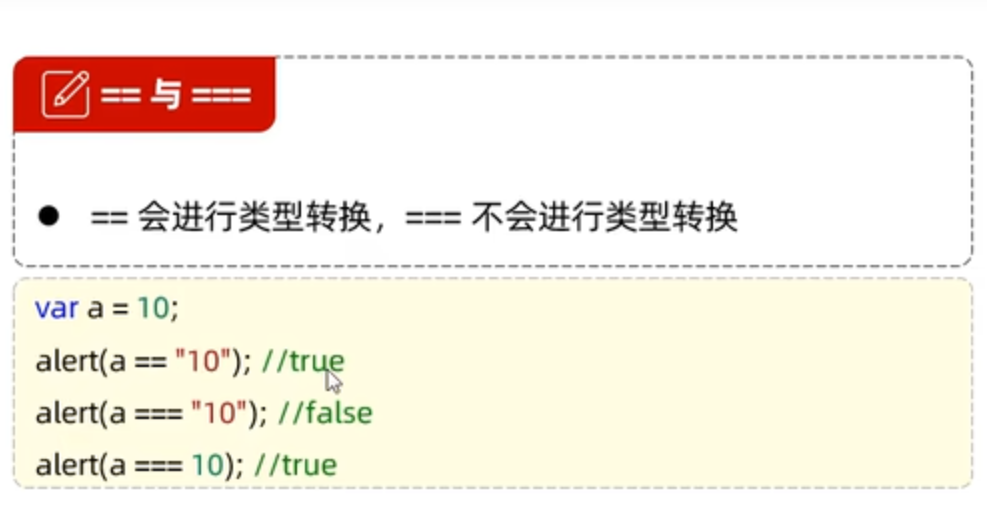 == 与 ===
● == 会进行类型转换，=== 不会进行类型转换
var a = 10;
alert(a == "10"); //true
alert(a === "10"); //false
alert(a === 10); //true